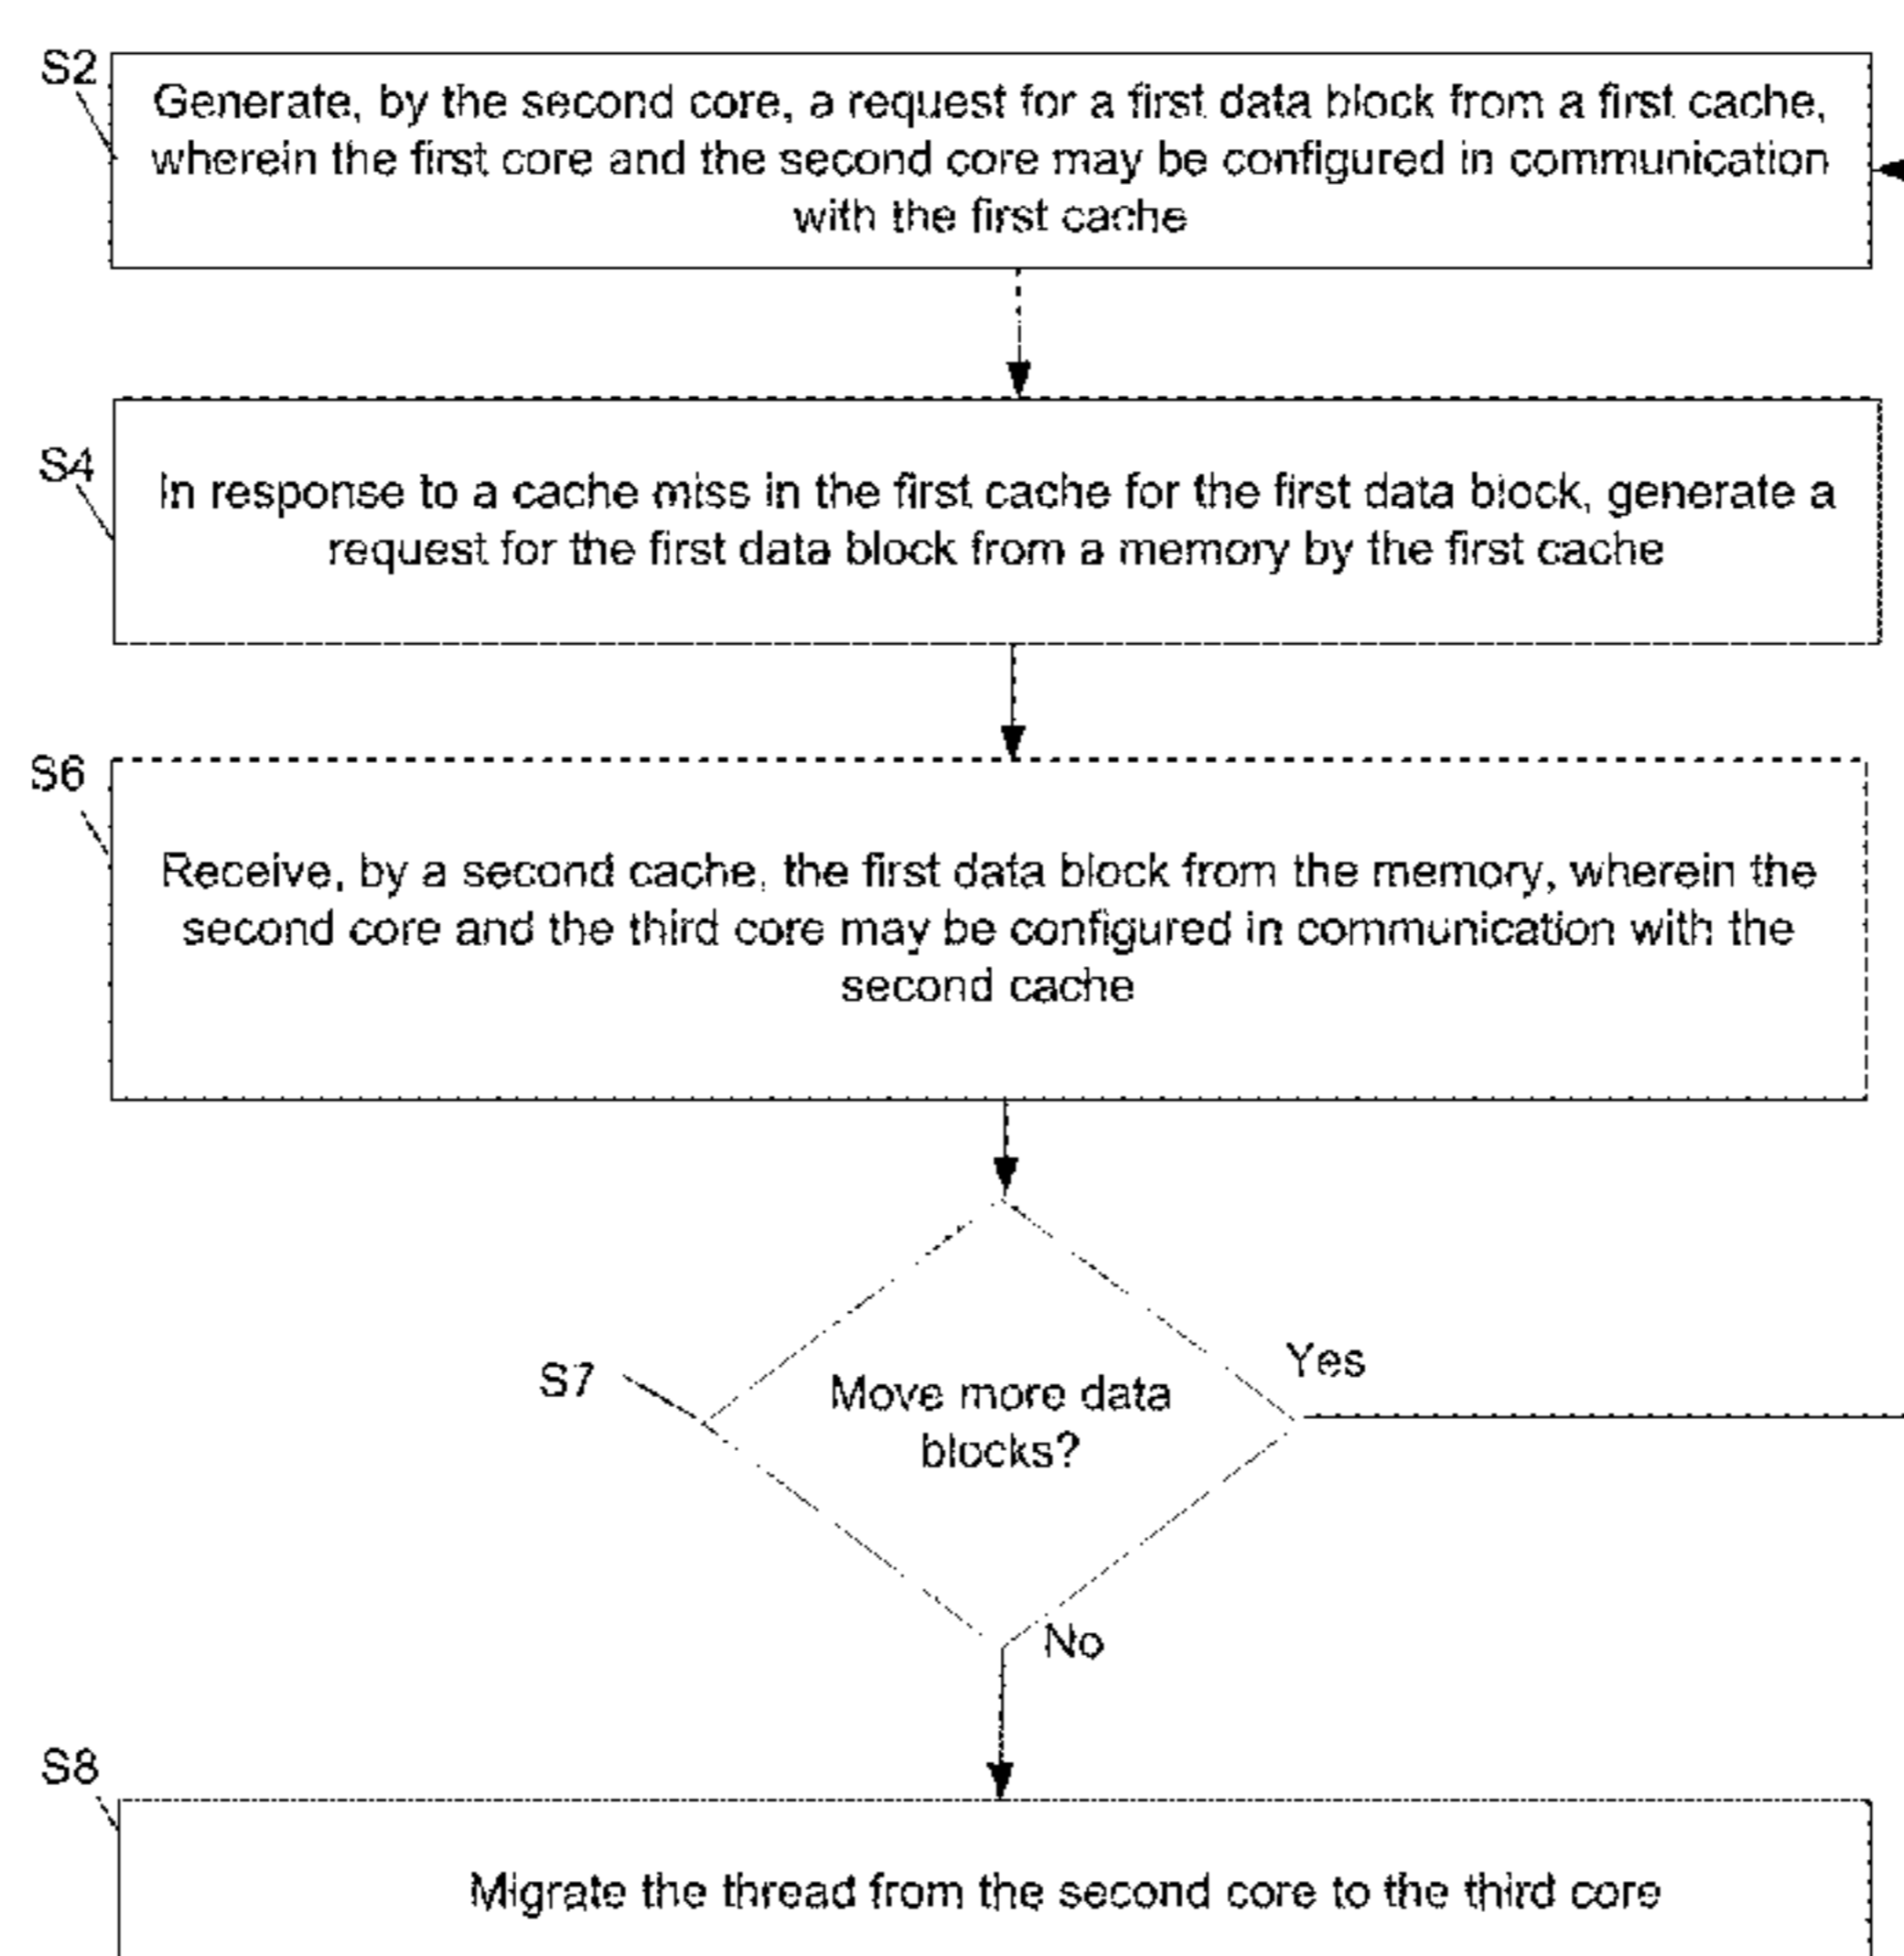 S2
Generate, by the second core, a request for a first data block from a first cache,
wherein the first core and the second core may be configured in communication
with the first cache
S4
In response to a cache miss in the first cache for the first data block, generate a
request for the first data block from a memory by the first cache
S6
Receive, by a second cache, the first data block from the memory, wherein the
second core and the third core may be configured in communication with the
second cache
S7
Move more data
blocks?
Yes
No
S8
Migrate the thread from the second core to the third core